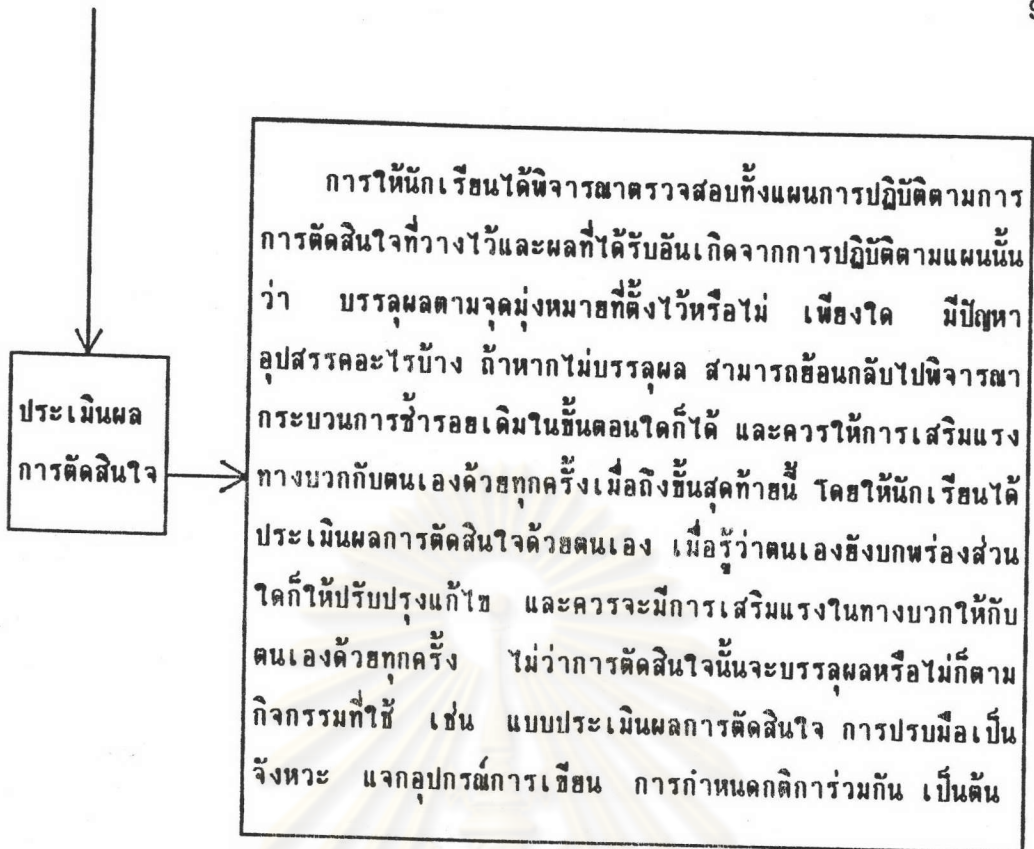 การให้นักเรียนได้พิจารณาตรวจสอบทั้งแผนการปฏิบัติตามการ
การตัดสินใจที่วางไว้และผลที่ได้รับอันเกิดจากการปฏิบัติตามแผนนั้น
ว่า บรรลุผลตามจุดมุ่งหมายที่ตั้งไว้หรือไม่ เพียงใด มีปัญหา
อุปสรรคอะไรบ้าง ถ้าหากไม่บรรลุผล สามารถย้อนกลับไปพิจารณา
กระบวนการซ้ำรอยเดิมในขั้นตอนใดก็ได้ และควรให้การเสริมแรง
ทางบวกกับตนเองด้วยทุกครั้งเมื่อถึงขั้นสุดท้ายนี้ โดยให้นักเรียนได้
ประเมินผลการตัดสินใจด้วยตนเอง เมื่อรู้ว่าตนเองยังบกพร่องส่วน
ใดก็ให้ปรับปรุงแก้ไข และควรจะมีการเสริมแรงในทางบวกให้กับ
ตนเองด้วยทุกครั้ง ไม่ว่าการตัดสินใจนั้นจะบรรลุผลหรือไม่ก็ตาม
กิจกรรมที่ใช้ เช่น แบบประเมินผลการตัดสินใจ การปรบมือเป็น
จังหวะ แจกอุปกรณ์การเขียน การกำหนดกติการ่วมกัน เป็นต้น
ประเมินผล
การตัดสินใจ